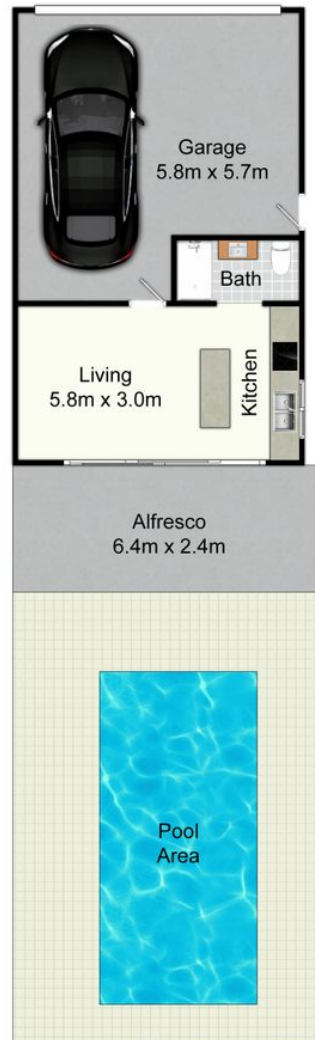 Garage
5.8m x 5.7m
Bath
Living
5.8m x 3.0m
Kitchen
Alfresco
6.4m x 2.4m
Pool
Area